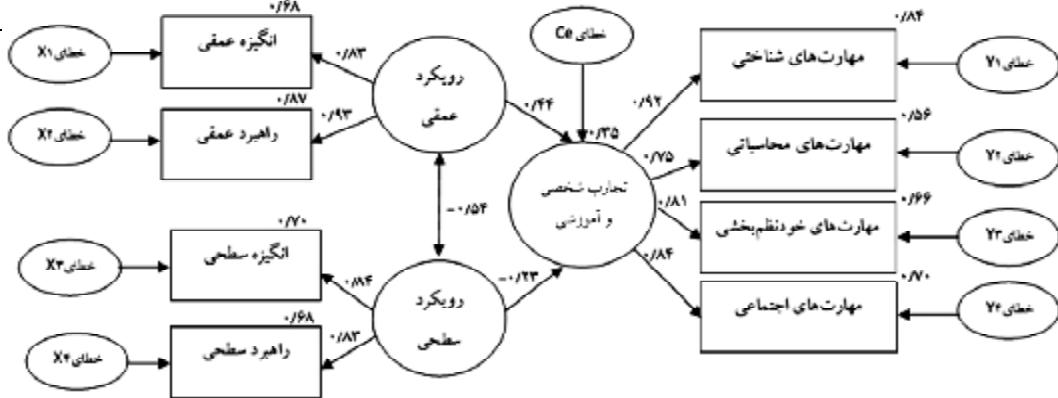 ۰/۶۸
انگیزه عمقی
خطای X۱
۰/۸۳
۰/۸۷
راهبرد عمقی
خطای X۲
۰/۹۳
رویکرد
عمقی
۰/۴۴
-۰/۵۴
۰/۷۰
انگیزه سطحی
خطای X۳
۰/۸۴
۰/۶۸
راهبرد سطحی
خطای X۴
۰/۸۳
رویکرد
سطحی
-۰/۲۳
خطای Ce
۰/۳۵
تجارب شخصی
و آموزشی
۰/۹۲
۰/۷۵
۰/۸۱
۰/۸۴
۰/۸۴
مهارت‌های شناختی
خطای Y۱
۰/۵۶
مهارت‌های محاسباتی
خطای Y۲
۰/۶۶
مهارت‌های خودنظم‌بخشی
خطای Y۳
۰/۷۰
مهارت‌های اجتماعی
خطای Y۴